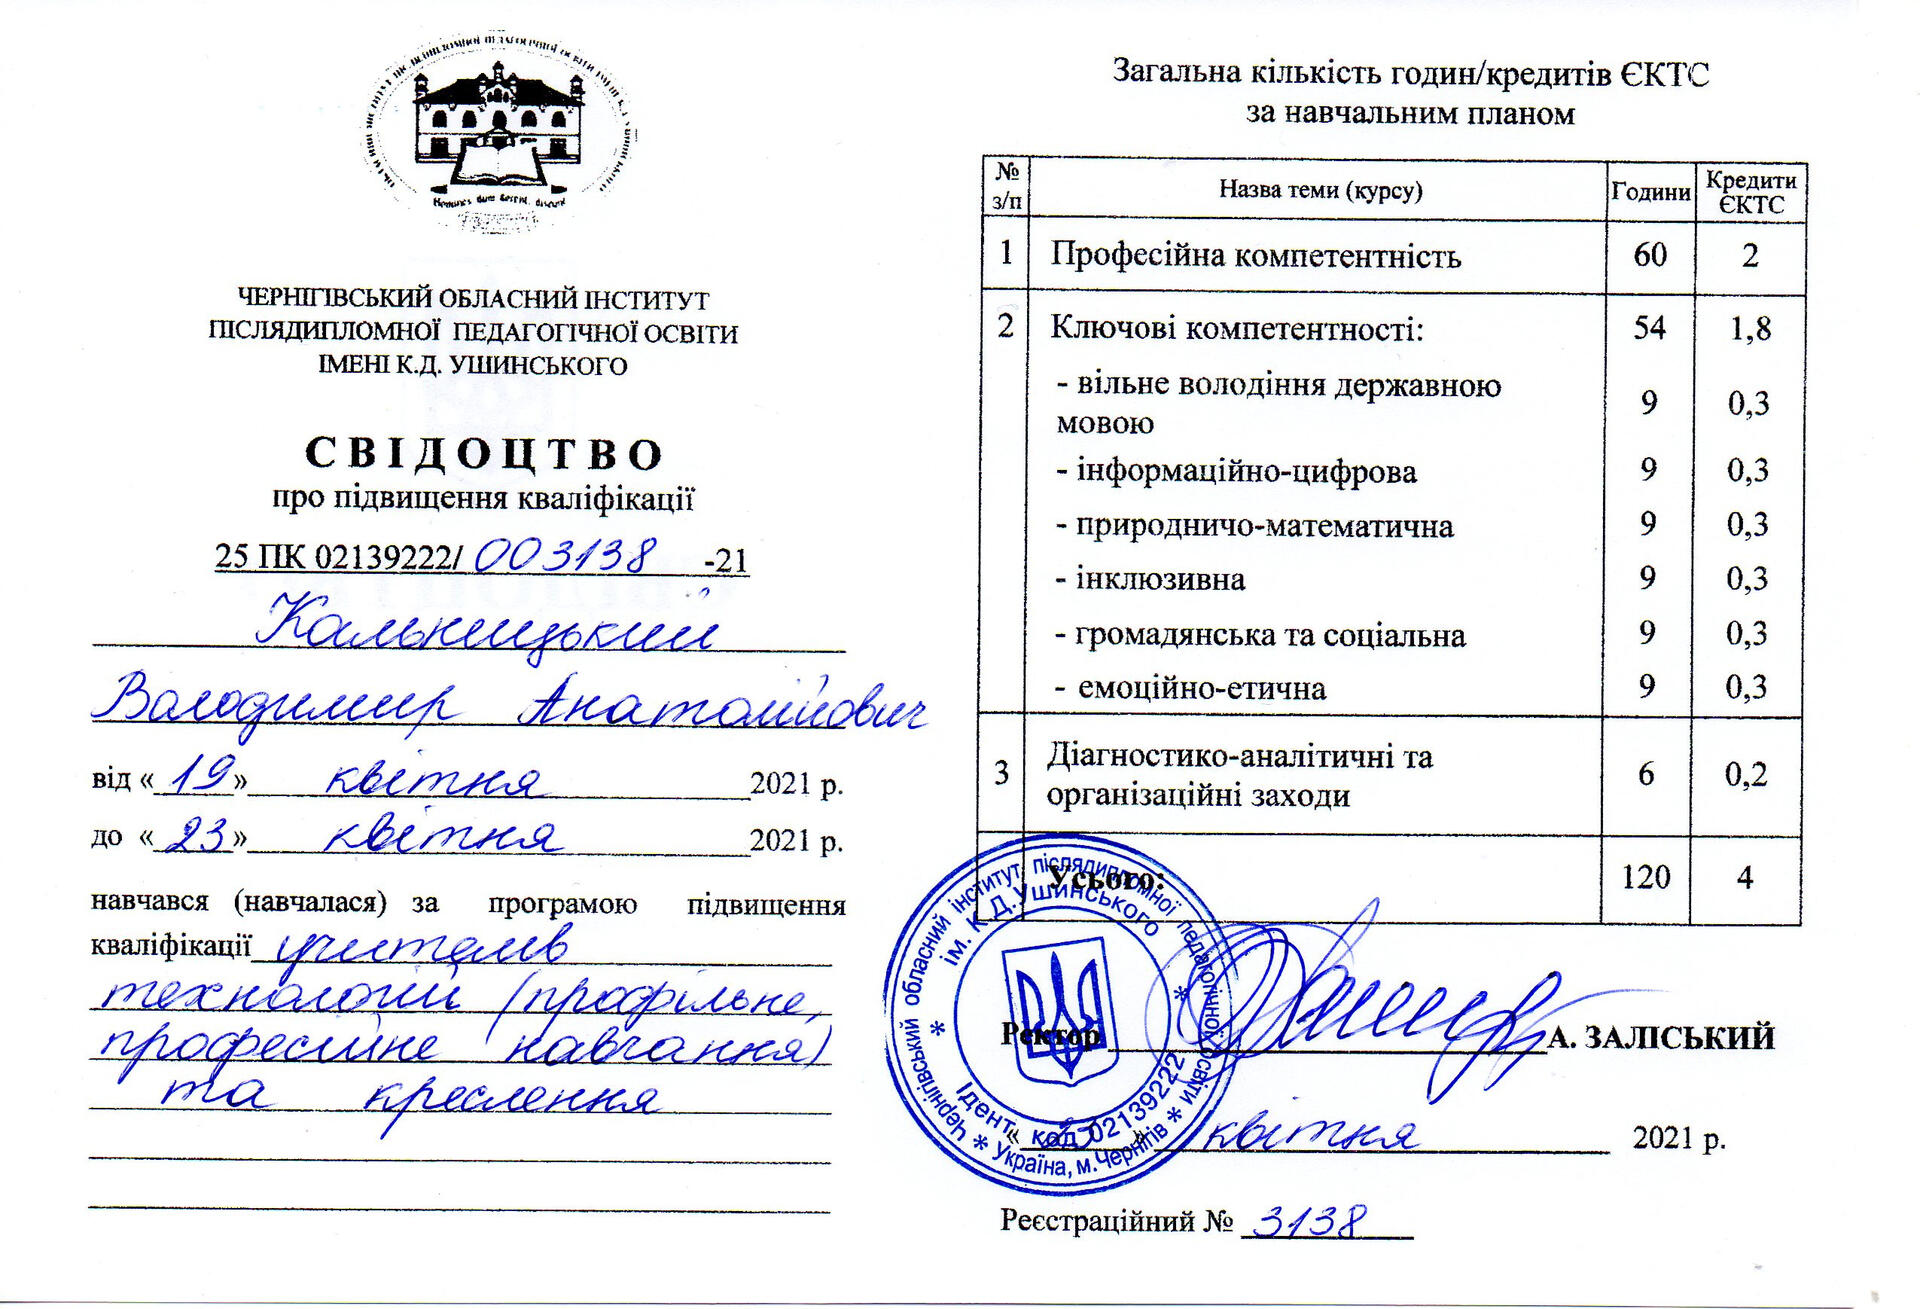 ЧЕРНІГІВСЬКИЙ ОБЛАСНИЙ ІНСТИТУТ
ПІСЛЯДИПЛОМНОЇ ПЕДАГОГІЧНОЇ ОСВІТИ
ІМЕНІ К.Д. УШИНСЬКОГО
СВІДОЦТВО
про підвищення кваліфікації
25 ПК 02139222/ 003138 -21
Кальницький
Володимир Анатолійович
від «19» квітня 2021 р.
до «23» квітня 2021 р.
навчався (навчалася) за програмою підвищення
кваліфікації учителів
технологій (профільне,
професійне навчання)
та креслення
Загальна кількість годин/кредитів ЄКТС
за навчальним планом
№ з/п Назва теми (курсу) Години Кредити ЄКТС
1 Професійна компетентність 60 2
2 Ключові компетентності: 54 1,8
- вільне володіння державною
мовою 9 0,3
- інформаційно-цифрова 9 0,3
- природничо-математична 9 0,3
- інклюзивна 9 0,3
- громадянська та соціальна 9 0,3
- емоційно-етична 9 0,3
3 Діагностико-аналітичні та
організаційні заходи 6 0,2
Усього: 120 4
Чернігівський обласний інститут післядипломної педагогічної освіти
ім. К.Д.Ушинського
Ідент. код 02139222
* Україна, м.Чернігів *
Ректор А. ЗАЛІСЬКИЙ
« » квітня 2021 р.
Реєстраційний № 3138